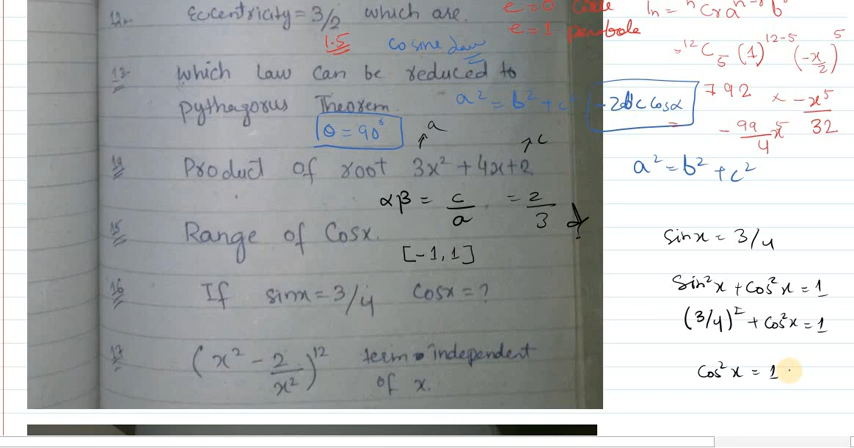 12. Eccentricity = 3/2 which are.
1.5
e = 0 circle
e = 1 parabola
13 which Law can be reduced to
cosine law
pythagorus Theorem.
a² = b² + c² - 2bc cosα
θ = 90°
a² = b² + c²
= ¹²C₅ (1)¹²⁻⁵ (-x/2)⁵
792 × -x⁵/32
- 99/4 x⁵
14 Product of root 3x² + 4x + 2
a
c
αβ = c/a = 2/3
15 Range of Cosx.
[-1, 1]
16 If sinx = 3/4 cosx = ?
sinx = 3/4
sin²x + cos²x = 1
(3/4)² + cos²x = 1
cos²x = 1
17 (x² - 2/x²)¹² term independent
of x.